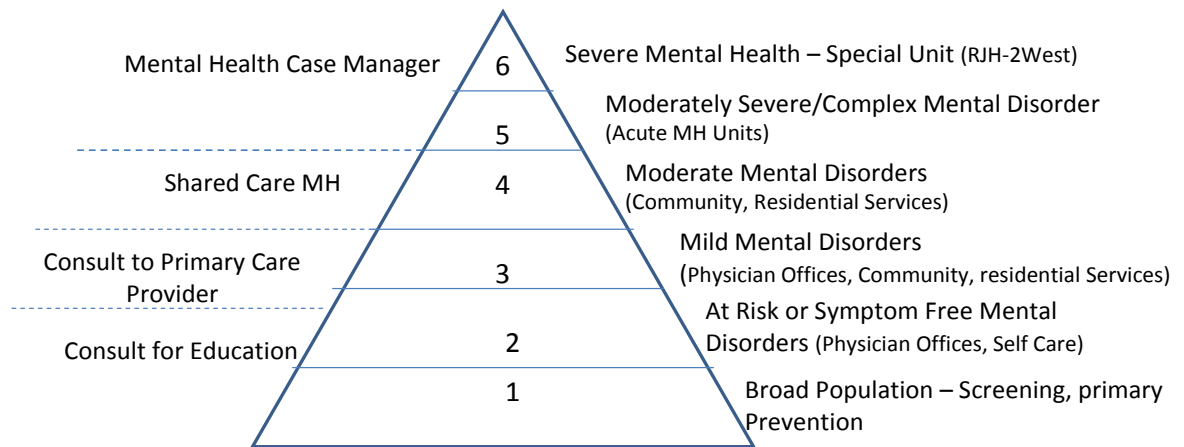 Mental Health Case Manager
6
Severe Mental Health – Special Unit (RJH-2West)
5
Moderately Severe/Complex Mental Disorder
(Acute MH Units)
Shared Care MH
4
Moderate Mental Disorders
(Community, Residential Services)
Consult to Primary Care
Provider
3
Mild Mental Disorders
(Physician Offices, Community, residential Services)
Consult for Education
2
At Risk or Symptom Free Mental
Disorders (Physician Offices, Self Care)
1
Broad Population – Screening, primary
Prevention